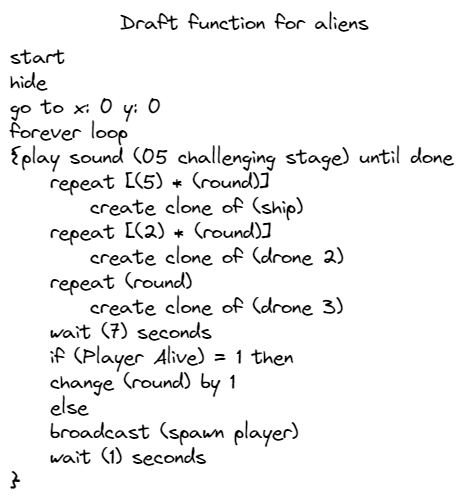 Draft function for aliens
start
hide
go to x: 0 y: 0
forever loop
{play sound (05 challenging stage) until done
repeat [(5) * (round)]
create clone of (ship)
repeat [(2) * (round)]
create clone of (drone 2)
repeat (round)
create clone of (drone 3)
wait (7) seconds
if (Player Alive) = 1 then
change (round) by 1
else
broadcast (spawn player)
wait (1) seconds
}